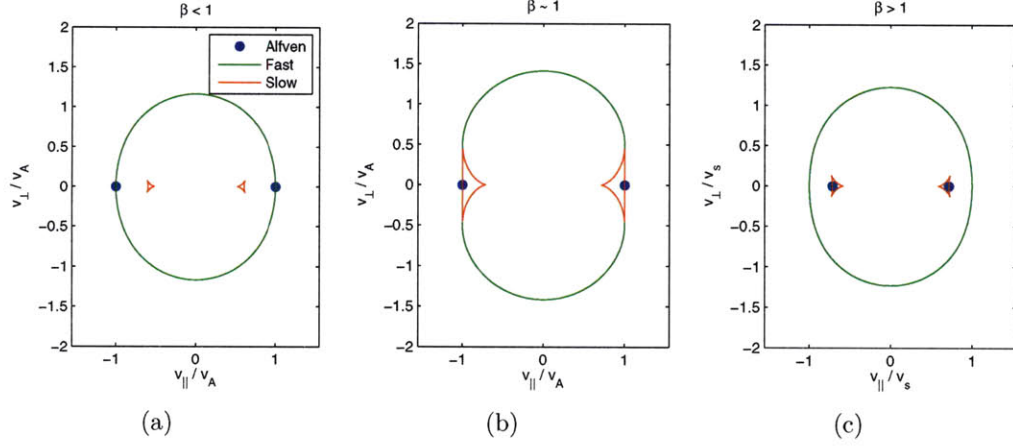 β < 1
2
1.5
1
0.5
0
−0.5
−1
−1.5
−2
v⊥ / vA
Alfven
Fast
Slow
−1 0 1
v|| / vA
(a)
β ~ 1
2
1.5
1
0.5
0
−0.5
−1
−1.5
−2
v⊥ / vA
−1 0 1
v|| / vA
(b)
β > 1
2
1.5
1
0.5
0
−0.5
−1
−1.5
−2
v⊥ / vs
−1 0 1
v|| / vs
(c)